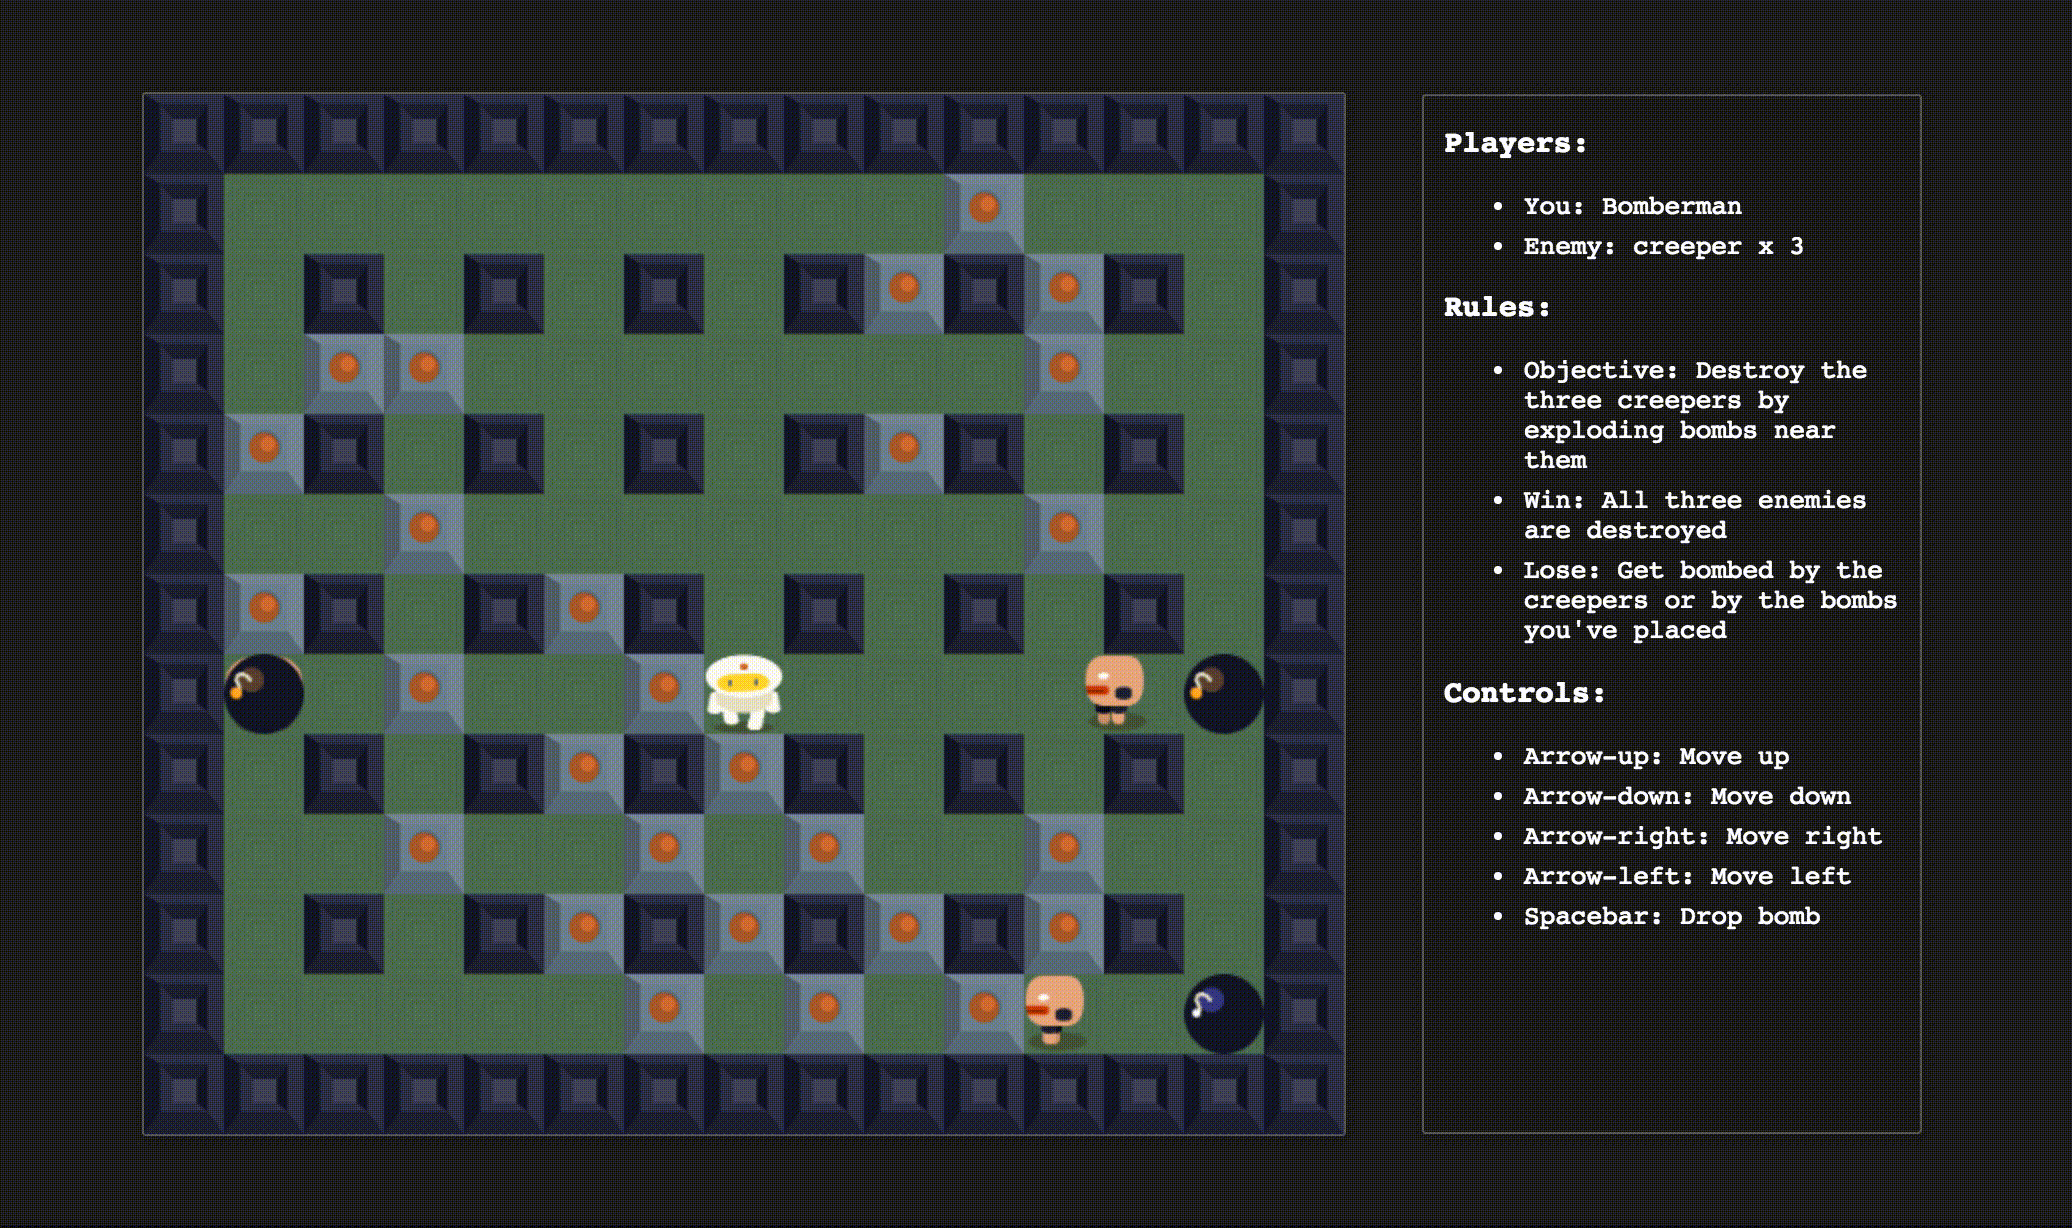 Players:
• You: Bomberman
• Enemy: creeper x 3
Rules:
• Objective: Destroy the
three creepers by
exploding bombs near
them
• Win: All three enemies
are destroyed
• Lose: Get bombed by the
creepers or by the bombs
you've placed
Controls:
• Arrow-up: Move up
• Arrow-down: Move down
• Arrow-right: Move right
• Arrow-left: Move left
• Spacebar: Drop bomb